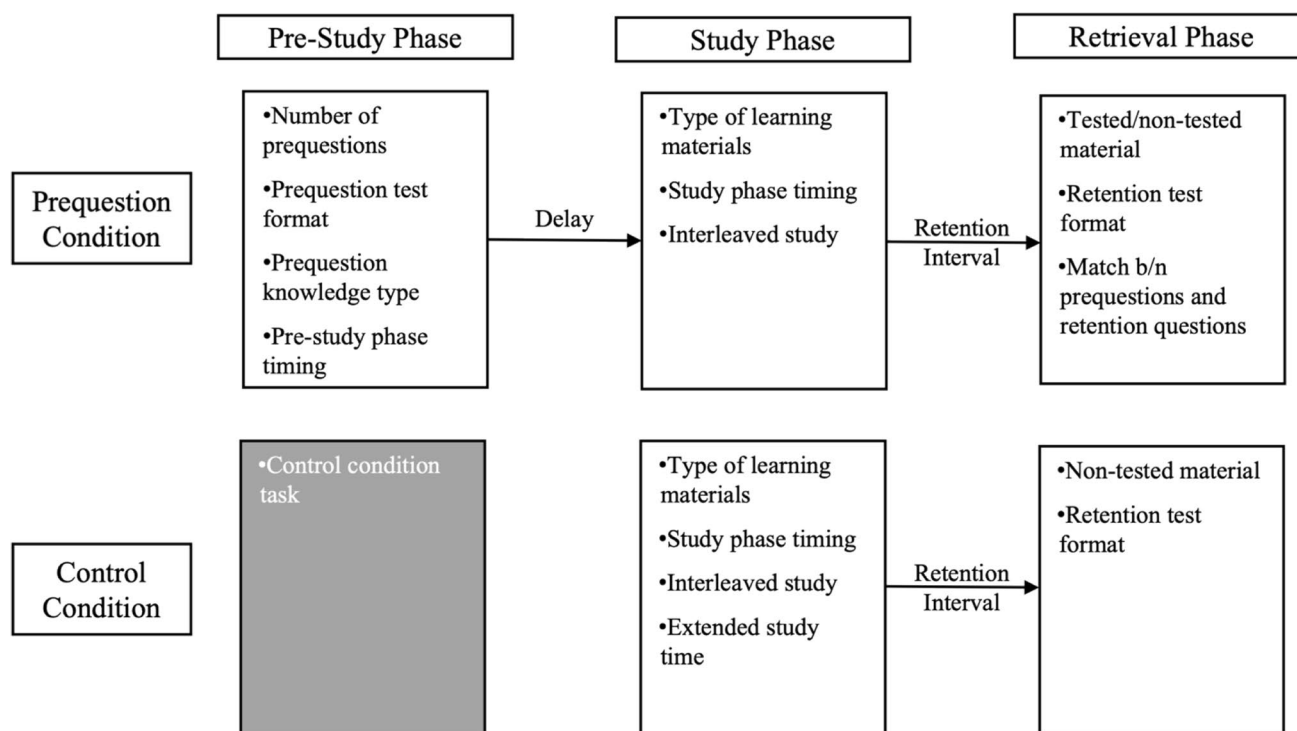 Pre-Study Phase
Study Phase
Retrieval Phase
Prequestion
Condition
•Number of
prequestions
•Prequestion test
format
•Prequestion
knowledge type
•Pre-study phase
timing
Delay
•Type of learning
materials
•Study phase timing
•Interleaved study
Retention
Interval
•Tested/non-tested
material
•Retention test
format
•Match b/n
prequestions and
retention questions
Control
Condition
•Control condition
task
•Type of learning
materials
•Study phase timing
•Interleaved study
•Extended study
time
Retention
Interval
•Non-tested material
•Retention test
format